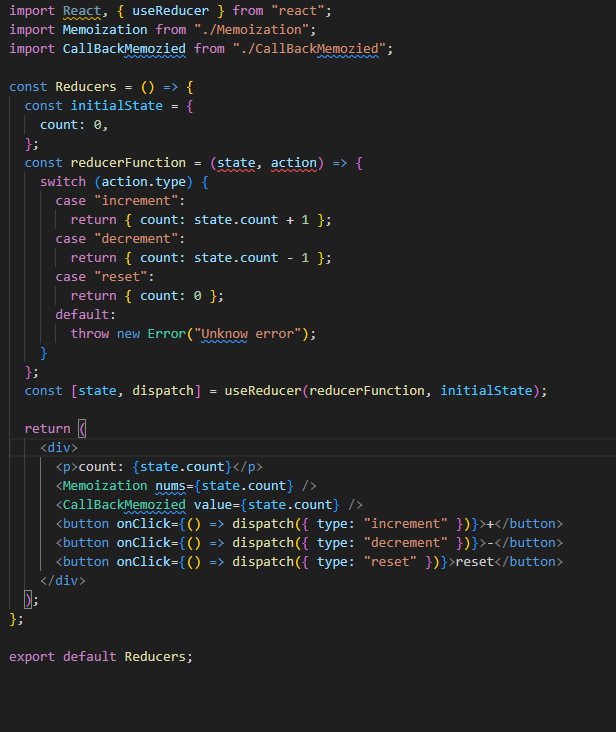 import React, { useReducer } from "react";
import Memoization from "./Memoization";
import CallBackMemozied from "./CallBackMemozied";

const Reducers = () => {
  const initialState = {
    count: 0,
  };
  const reducerFunction = (state, action) => {
    switch (action.type) {
      case "increment":
        return { count: state.count + 1 };
      case "decrement":
        return { count: state.count - 1 };
      case "reset":
        return { count: 0 };
      default:
        throw new Error("Unknow error");
    }
  };
  const [state, dispatch] = useReducer(reducerFunction, initialState);

  return (
    <div>
      <p>count: {state.count}</p>
      <Memoization nums={state.count} />
      <CallBackMemozied value={state.count} />
      <button onClick={() => dispatch({ type: "increment" })}>+</button>
      <button onClick={() => dispatch({ type: "decrement" })}>-</button>
      <button onClick={() => dispatch({ type: "reset" })}>reset</button>
    </div>
  );
};

export default Reducers;